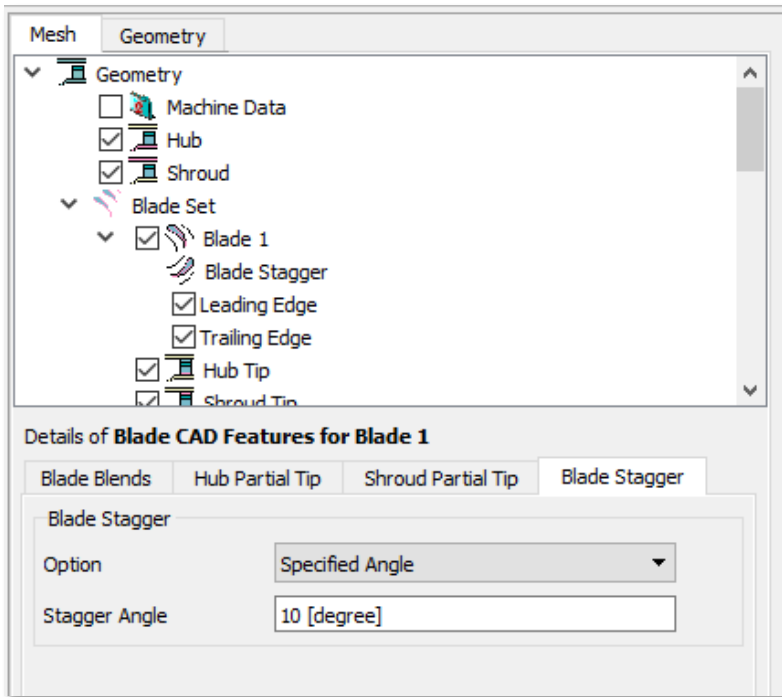 Mesh Geometry
Geometry
Machine Data
Hub
Shroud
Blade Set
Blade 1
Blade Stagger
Leading Edge
Trailing Edge
Hub Tip
Shroud Tip
Details of Blade CAD Features for Blade 1
Blade Blends Hub Partial Tip Shroud Partial Tip Blade Stagger
Blade Stagger
Option Specified Angle
Stagger Angle 10 [degree]